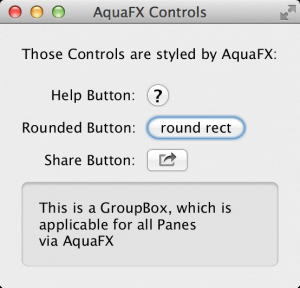 AquaFX Controls
Those Controls are styled by AquaFX:
Help Button: ?
Rounded Button: round rect
Share Button:
This is a GroupBox, which is
applicable for all Panes
via AquaFX